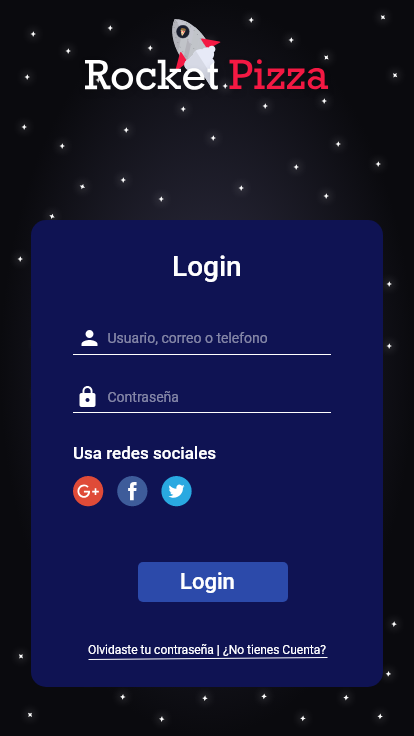 Rocket Pizza
Login
Usuario, correo o telefono
Contraseña
Usa redes sociales
G+ f
Login
Olvidaste tu contraseña | ¿No tienes Cuenta?